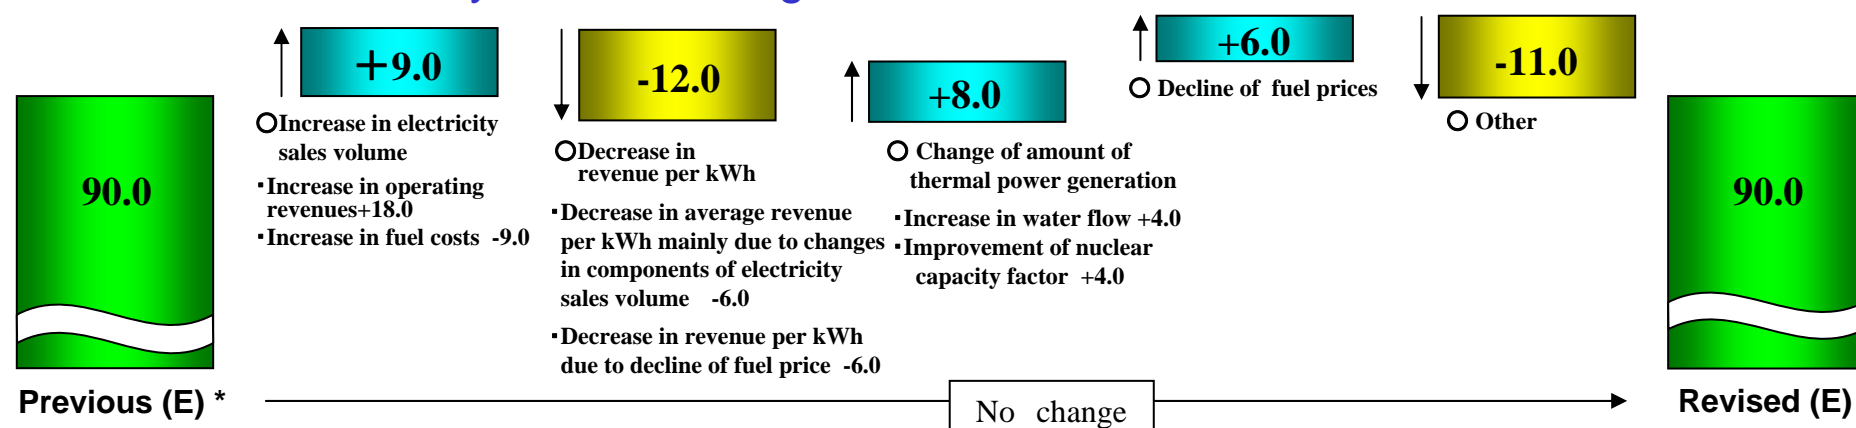 90.0
Previous (E) *
+9.0
○Increase in electricity
sales volume
･Increase in operating
revenues+18.0
･Increase in fuel costs -9.0
-12.0
○Decrease in
revenue per kWh
･Decrease in average revenue
per kWh mainly due to changes
in components of electricity
sales volume -6.0
･Decrease in revenue per kWh
due to decline of fuel price -6.0
+8.0
○ Change of amount of
thermal power generation
･Increase in water flow +4.0
･Improvement of nuclear
capacity factor +4.0
+6.0
○ Decline of fuel prices
-11.0
○ Other
90.0
Revised (E)
No change